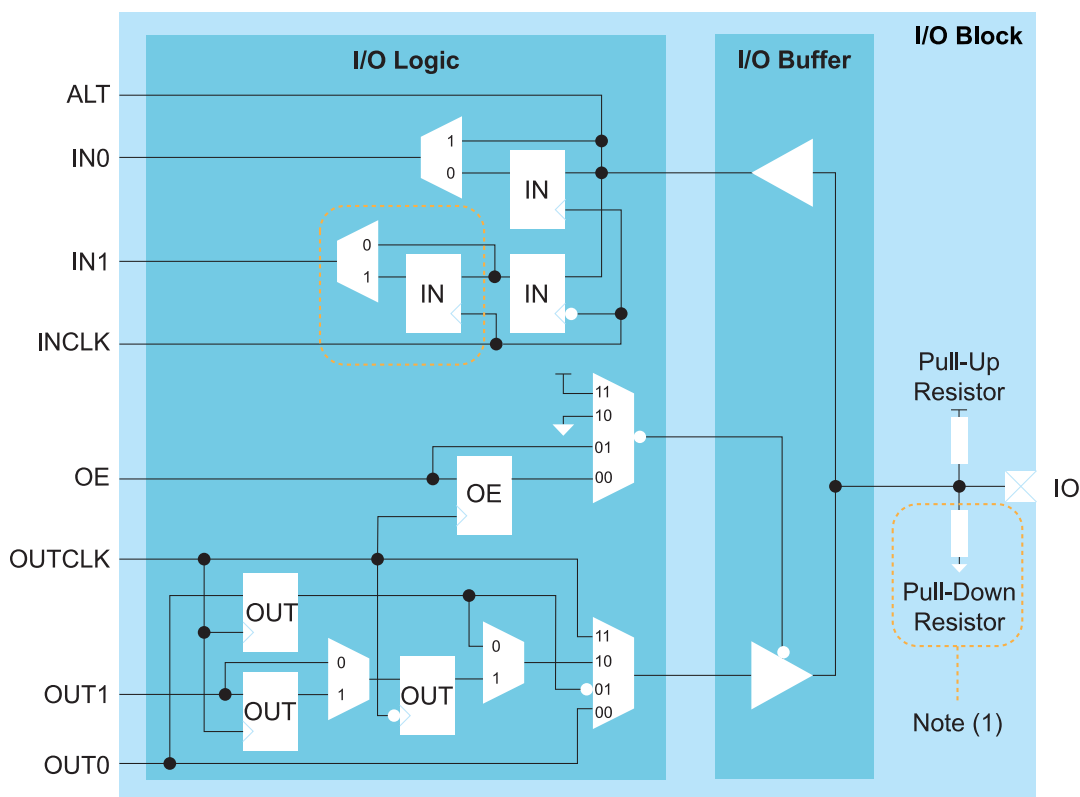 I/O Block
I/O Logic
I/O Buffer
ALT
IN0
1
0
IN
IN1
0
1
IN
IN
INCLK
Pull-Up
Resistor
11
10
01
00
OE
OE
IO
OUTCLK
Pull-Down
Resistor
OUT
0
1
OUT1
OUT
OUT
0
1
11
10
01
00
Note (1)
OUT0